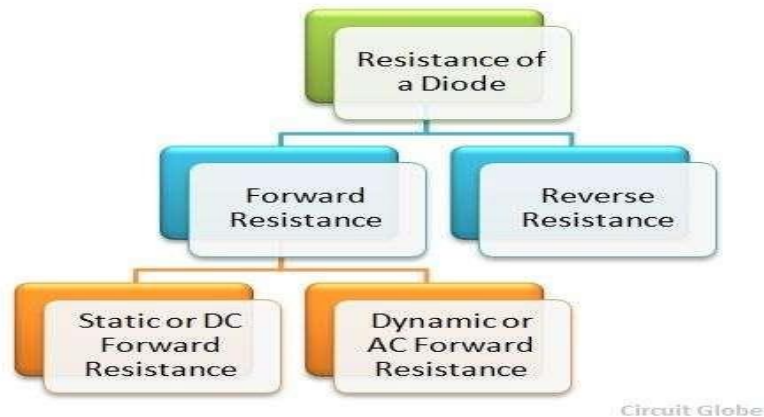 Resistance of
a Diode
Forward
Resistance
Reverse
Resistance
Static or DC
Forward
Resistance
Dynamic or
AC Forward
Resistance
Circuit Globe